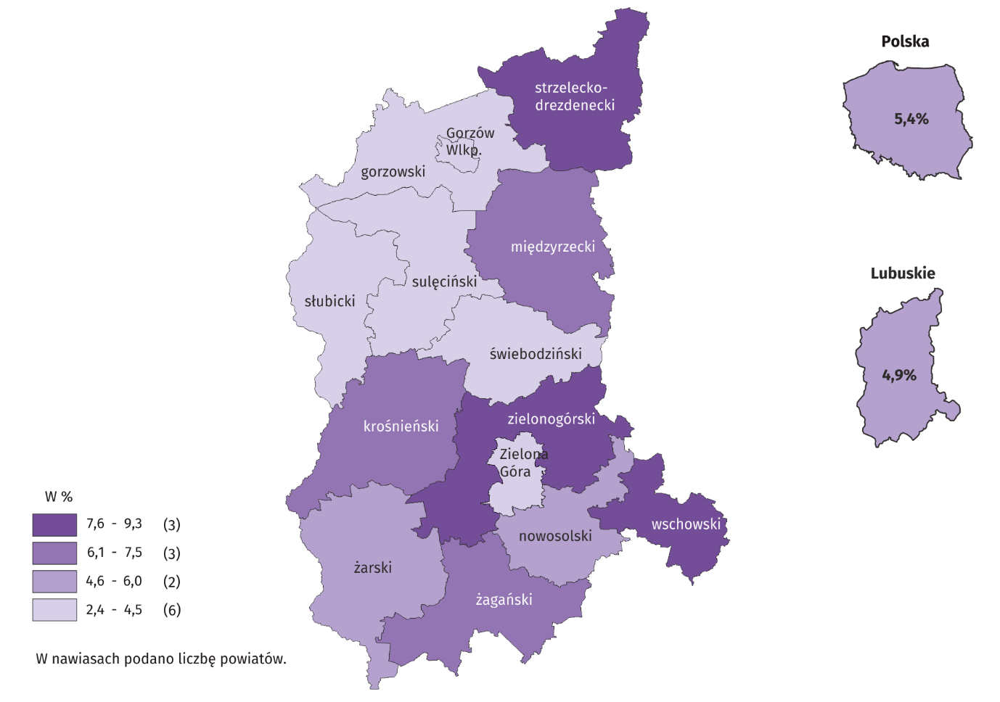 Polska
5,4%
Lubuskie
4,9%
strzelecko-
drezdenecki
Gorzów
Wlkp.
gorzowski
międzyrzecki
sulęciński
słubicki
świebodziński
krośnieński
zielonogórski
Zielona
Góra
wschowski
nowosolski
żarski
żagański
W %
7,6 - 9,3 (3)
6,1 - 7,5 (3)
4,6 - 6,0 (2)
2,4 - 4,5 (6)
W nawiasach podano liczbę powiatów.